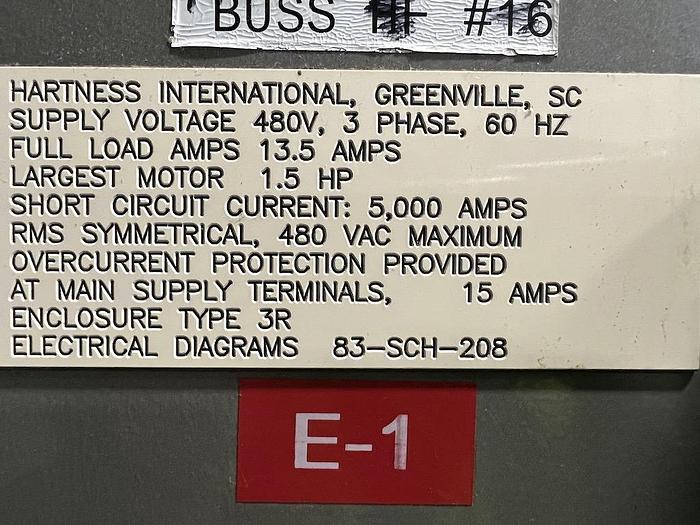 BUSS #16
HARTNESS INTERNATIONAL, GREENVILLE, SC
SUPPLY VOLTAGE 480V, 3 PHASE, 60 HZ
FULL LOAD AMPS 13.5 AMPS
LARGEST MOTOR 1.5 HP
SHORT CIRCUIT CURRENT: 5,000 AMPS
RMS SYMMETRICAL, 480 VAC MAXIMUM
OVERCURRENT PROTECTION PROVIDED
AT MAIN SUPPLY TERMINALS, 15 AMPS
ENCLOSURE TYPE 3R
ELECTRICAL DIAGRAMS 83-SCH-208
E-1